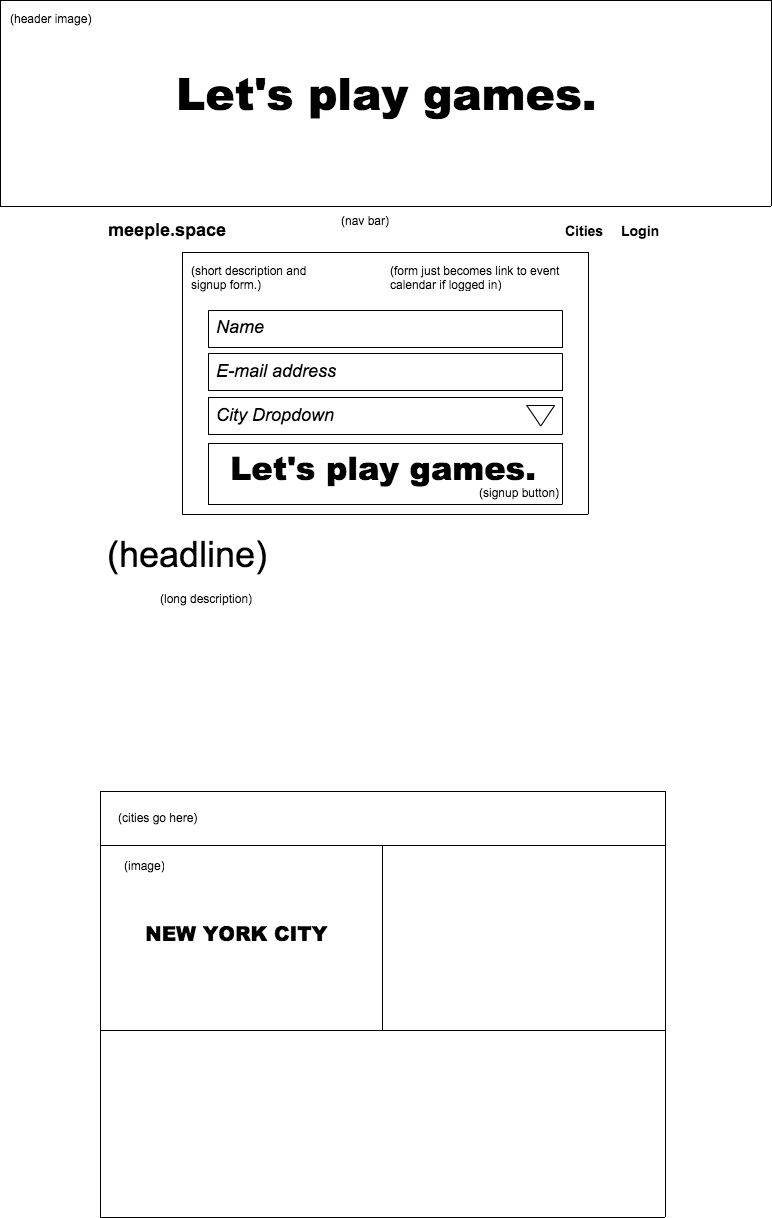 (header image)
Let's play games.
meeple.space
(nav bar)
Cities
Login
(short description and
signup form.)
(form just becomes link to event
calendar if logged in)
Name
E-mail address
City Dropdown
Let's play games.
(signup button)
(headline)
(long description)
(cities go here)
(image)
NEW YORK CITY